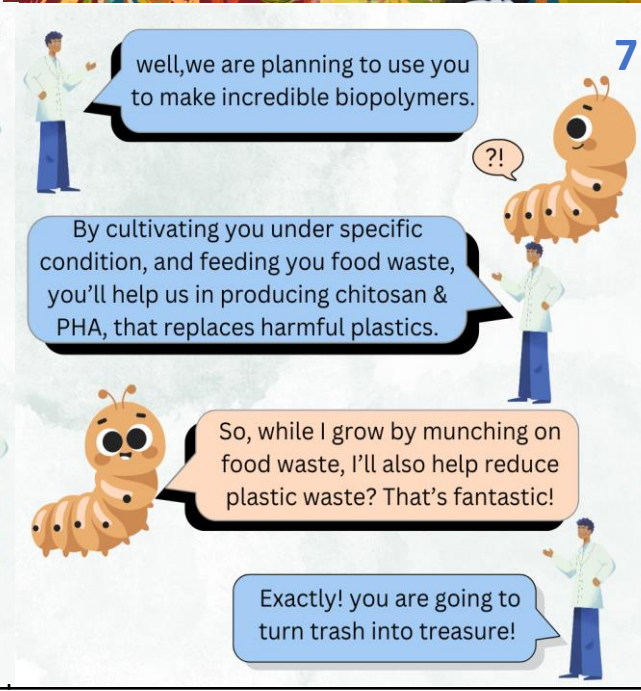 7
well,we are planning to use you
to make incredible biopolymers.
?!
By cultivating you under specific
condition, and feeding you food waste,
you'll help us in producing chitosan &
PHA, that replaces harmful plastics.
So, while I grow by munching on
food waste, I'll also help reduce
plastic waste? That's fantastic!
Exactly! you are going to
turn trash into treasure!